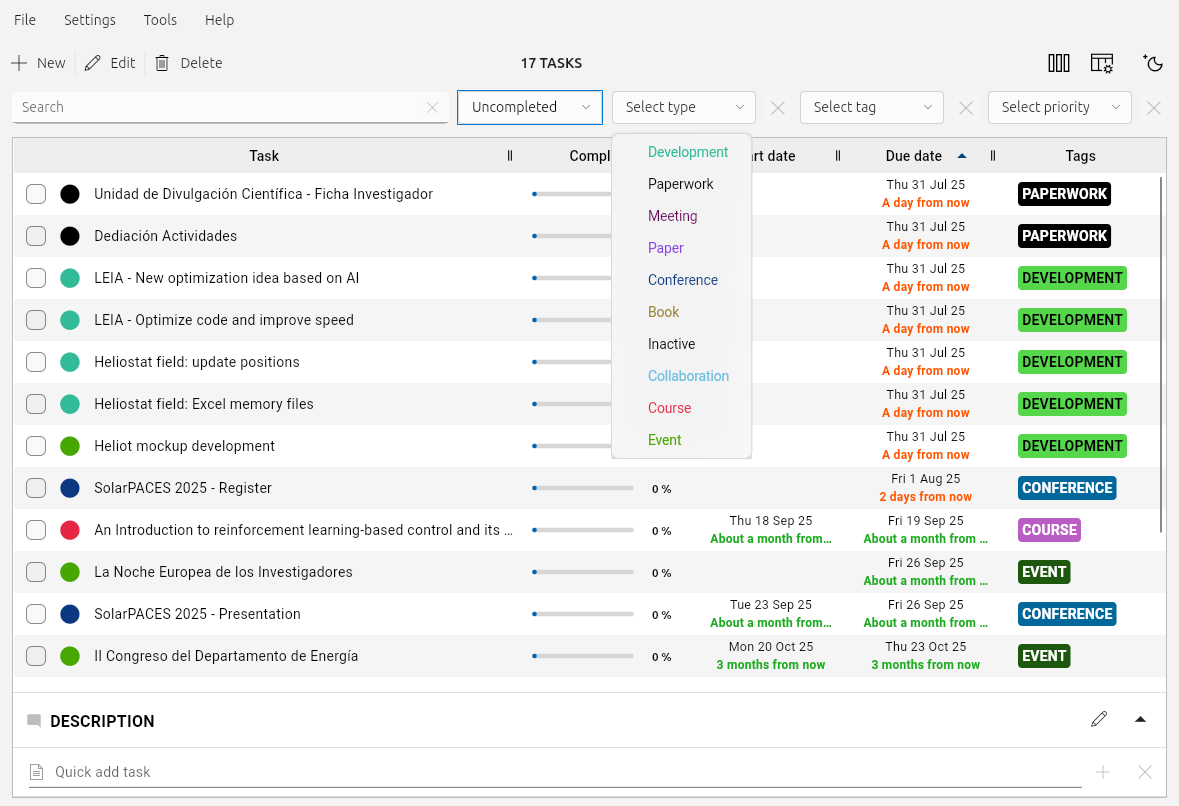 File Settings Tools Help
New Edit Delete 17 TASKS
Search Uncompleted Select type Select tag Select priority
Task Compl rt date Due date Tags
Development
Paperwork
Meeting
Paper
Conference
Book
Inactive
Collaboration
Course
Event
Unidad de Divulgación Científica - Ficha Investigador Thu 31 Jul 25 PAPERWORK
A day from now
Dediación Actividades Thu 31 Jul 25 PAPERWORK
A day from now
LEIA - New optimization idea based on AI Thu 31 Jul 25 DEVELOPMENT
A day from now
LEIA - Optimize code and improve speed Thu 31 Jul 25 DEVELOPMENT
A day from now
Heliostat field: update positions Thu 31 Jul 25 DEVELOPMENT
A day from now
Heliostat field: Excel memory files Thu 31 Jul 25 DEVELOPMENT
A day from now
Heliot mockup development Thu 31 Jul 25 DEVELOPMENT
A day from now
SolarPACES 2025 - Register 0 % Fri 1 Aug 25 CONFERENCE
2 days from now
An Introduction to reinforcement learning-based control and its ... 0 % Thu 18 Sep 25 Fri 19 Sep 25 COURSE
About a month from... About a month from ...
La Noche Europea de los Investigadores 0 % Fri 26 Sep 25 EVENT
About a month from ...
SolarPACES 2025 - Presentation 0 % Tue 23 Sep 25 Fri 26 Sep 25 CONFERENCE
About a month from... About a month from ...
II Congreso del Departamento de Energía 0 % Mon 20 Oct 25 Thu 23 Oct 25 EVENT
3 months from now 3 months from now
DESCRIPTION
Quick add task